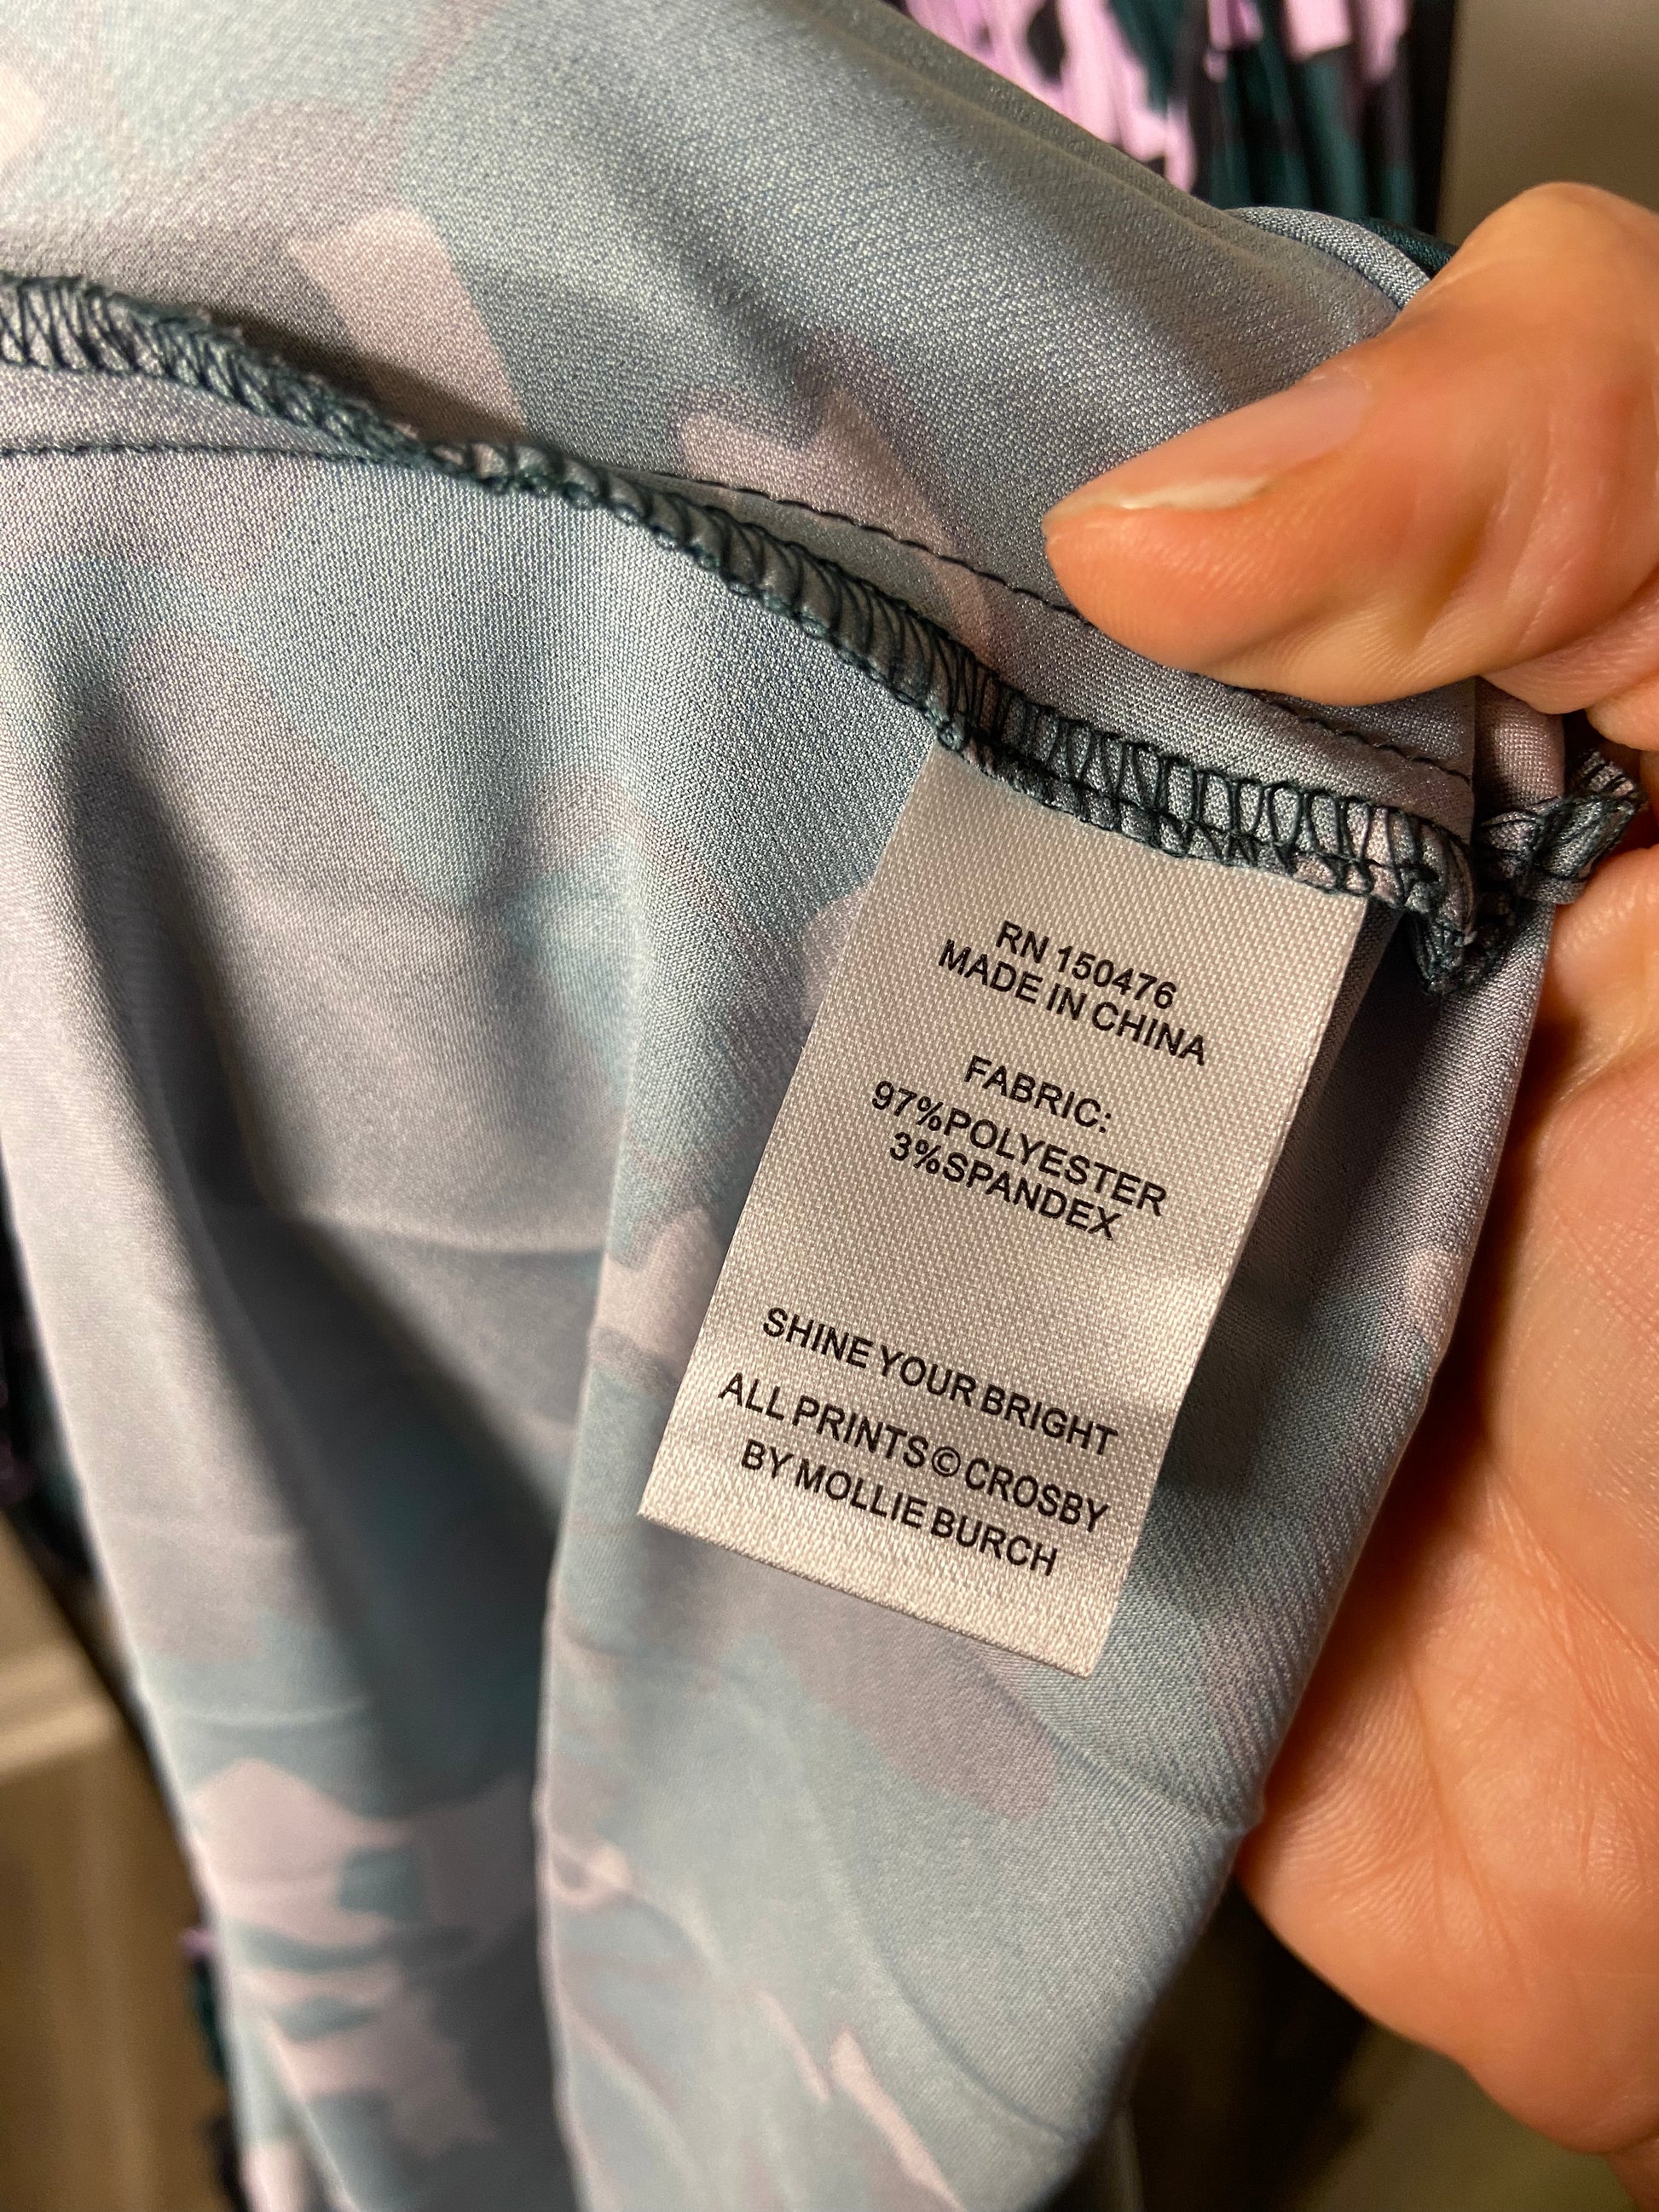 RN 150476
MADE IN CHINA
FABRIC:
97%POLYESTER
3%SPANDEX
SHINE YOUR BRIGHT
ALL PRINTS © CROSBY
BY MOLLIE BURCH